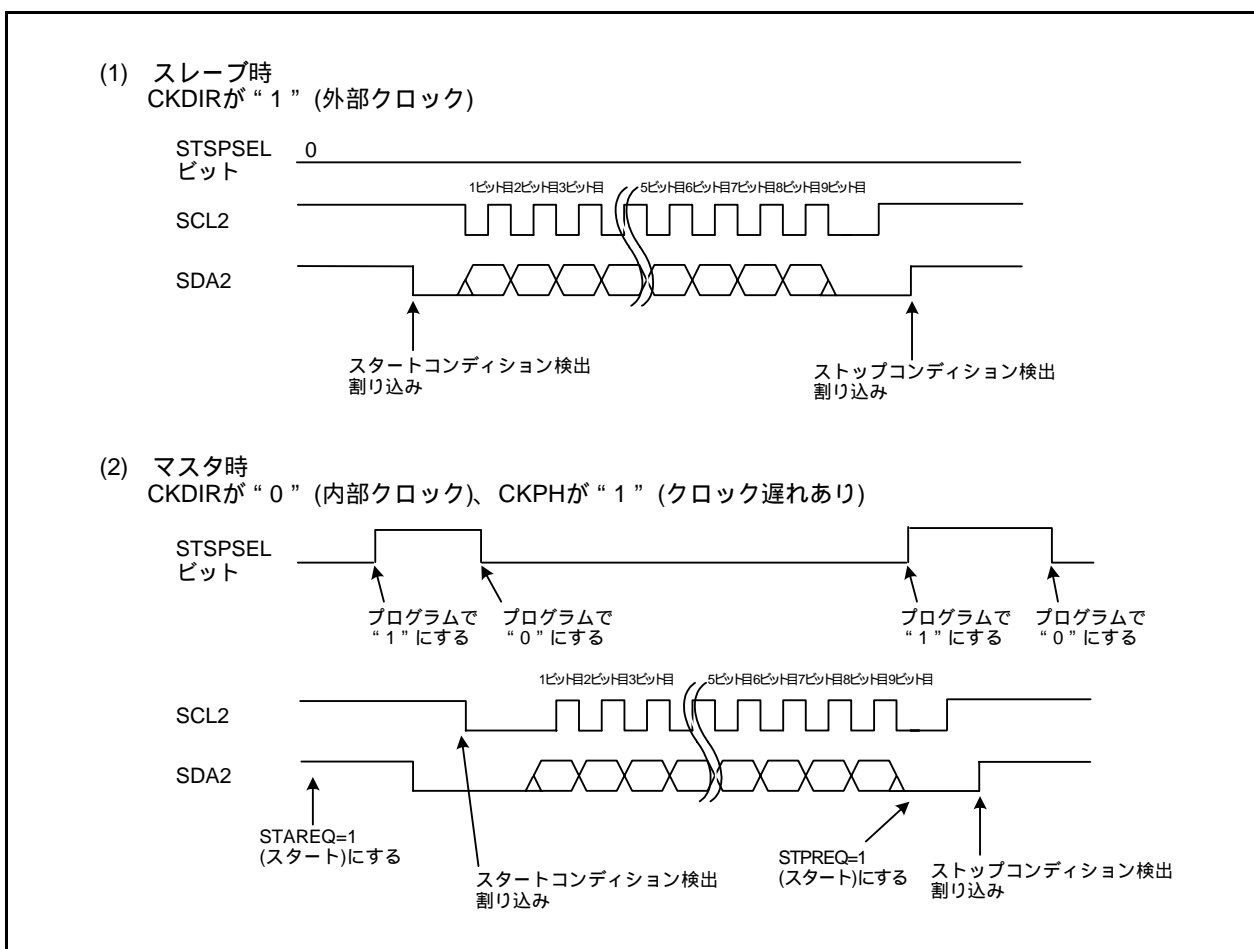 (1) スレーブ時
CKDIRが“1”(外部クロック)
STSPSEL
ビット
0
1ビット目2ビット目3ビット目
5ビット目6ビット目7ビット目8ビット目9ビット目
SCL2
SDA2
スタートコンディション検出
割り込み
ストップコンディション検出
割り込み
(2) マスタ時
CKDIRが“0”(内部クロック)、CKPHが“1”(クロック遅れあり)
STSPSEL
ビット
プログラムで
“1”にする
プログラムで
“0”にする
プログラムで
“1”にする
プログラムで
“0”にする
1ビット目2ビット目3ビット目
5ビット目6ビット目7ビット目8ビット目9ビット目
SCL2
SDA2
STAREQ=1
(スタート)にする
スタートコンディション検出
割り込み
STPREQ=1
(スタート)にする
ストップコンディション検出
割り込み